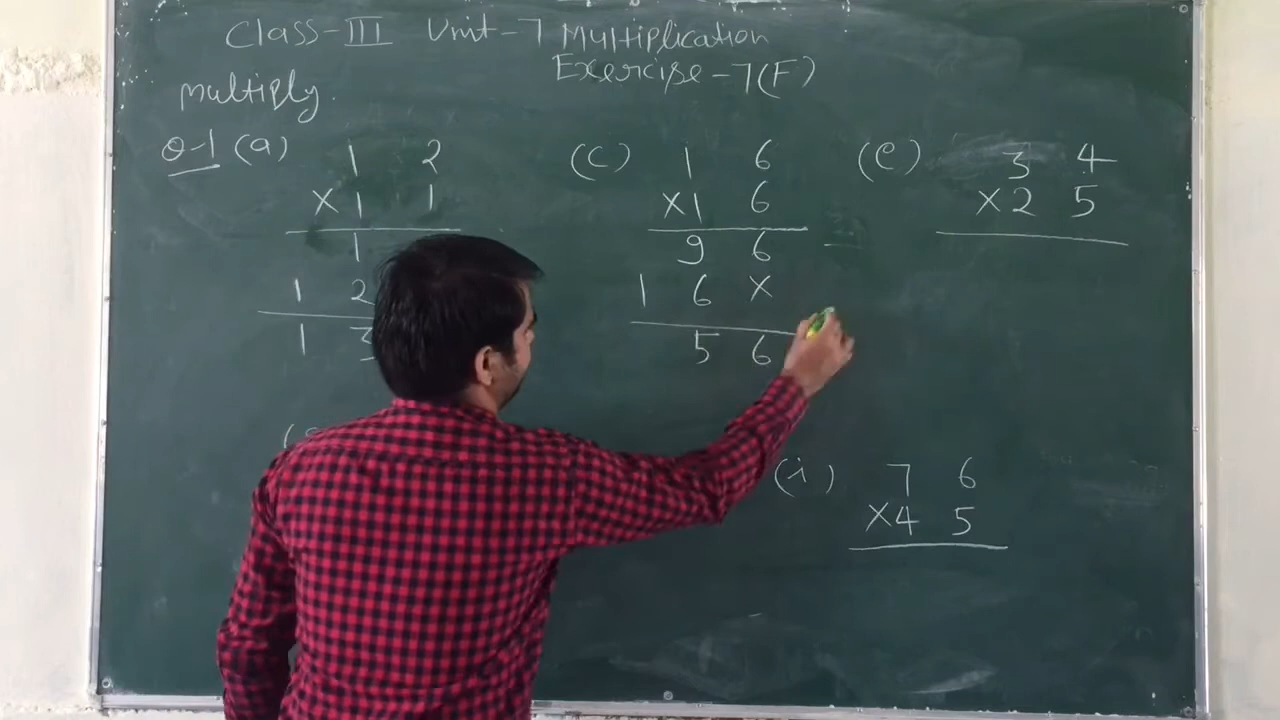 Class-III Unit-7 Multiplication
Exercise-7(F)
multiply.
Q-1 (a) 1 2
×1 1
1
1 2
1 3
(c) 1 6
×1 6
9 6
1 6 ×
5 6
(e) 3 4
×2 5
(i) 7 6
×4 5